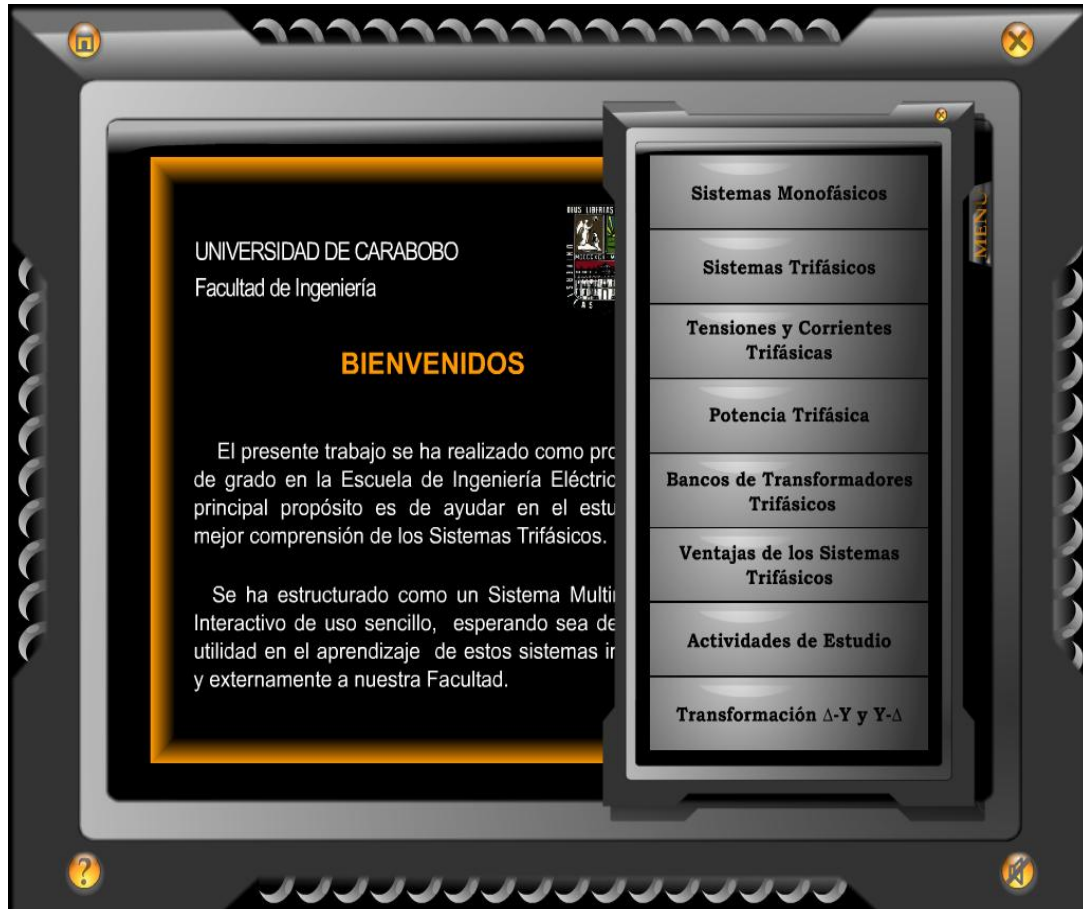 UNIVERSIDAD DE CARABOBO
Facultad de Ingeniería
BIENVENIDOS
El presente trabajo se ha realizado como pro
de grado en la Escuela de Ingeniería Eléctric
principal propósito es de ayudar en el estu
mejor comprensión de los Sistemas Trifásicos.
Se ha estructurado como un Sistema Multi
Interactivo de uso sencillo, esperando sea de
utilidad en el aprendizaje de estos sistemas i
y externamente a nuestra Facultad.
MENU
Sistemas Monofásicos
Sistemas Trifásicos
Tensiones y Corrientes
Trifásicas
Potencia Trifásica
Bancos de Transformadores
Trifásicos
Ventajas de los Sistemas
Trifásicos
Actividades de Estudio
Transformación Δ-Y y Y-Δ
?